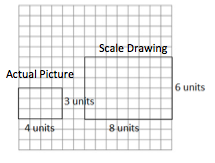 Scale Drawing
Actual Picture
6 units
3 units
4 units
8 units